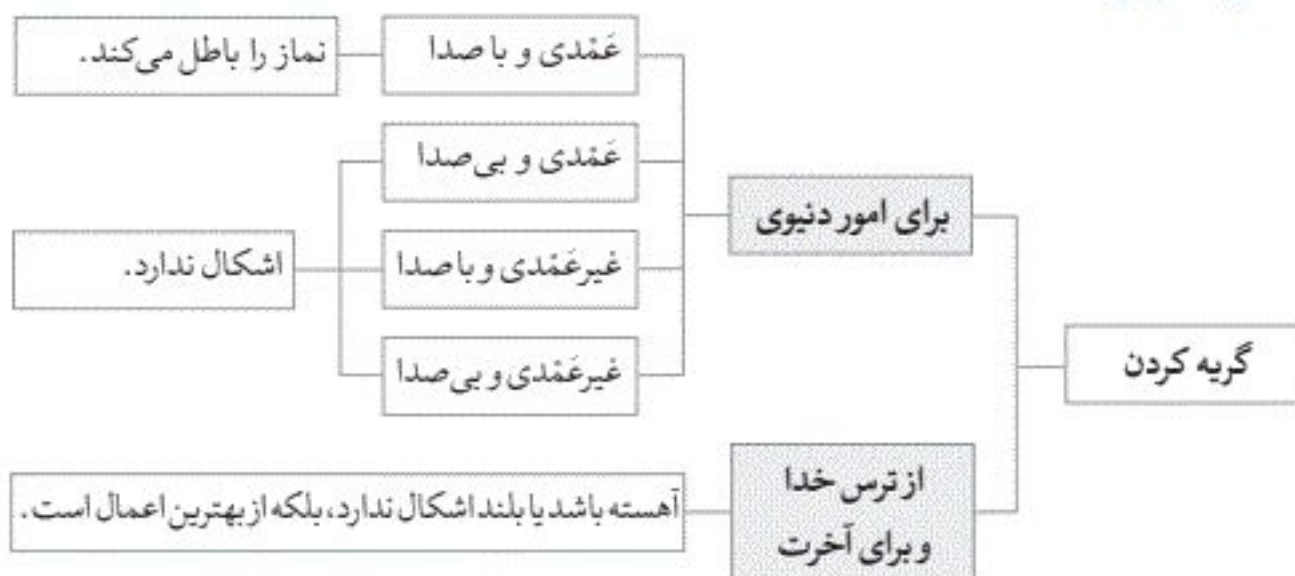 گریه کردن
برای امور دنیوی
عَمْدی و با صدا
نماز را باطل می‌کند.
عَمْدی و بی‌صدا
غیرعَمْدی و با صدا
غیرعَمْدی و بی‌صدا
اشکال ندارد.
از ترس خدا
و برای آخرت
آهسته باشد یا بلند اشکال ندارد، بلکه از بهترین اعمال است.